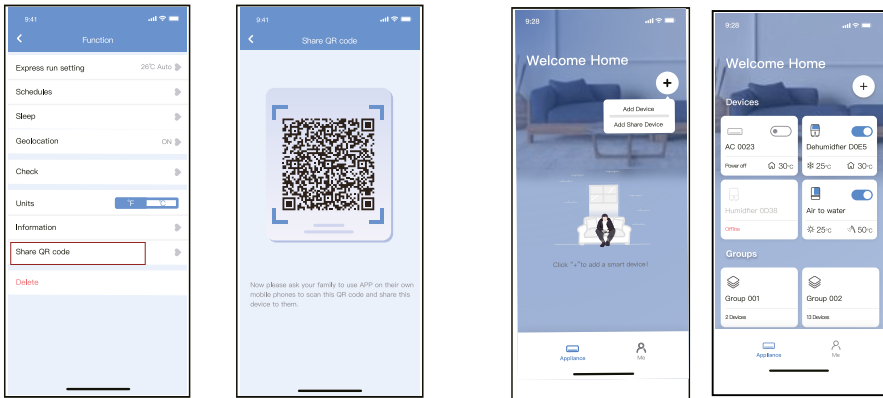 9:41
Function
Express run setting 26℃ Auto
Schedules
Sleep
Geolocation ON
Check
Units °F ℃
Information
Share QR code
Delete
9:41
Share QR code
Now please ask your family to use APP on their own
mobile phones to scan this QR code and share this
device to them.
9:28
Welcome Home
+
Add Device
Add Share Device
Click "+"to add a smart device!
Appliance Me
9:28
Welcome Home
+
Devices
AC 0023 Dehumidfier D0E5
Power off 30℃ 25℃ 30℃
Humidfier 0038 Air to water
Offline 25℃ 50℃
Groups
Group 001 Group 002
2 Devices 13 Devices
Appliance Me